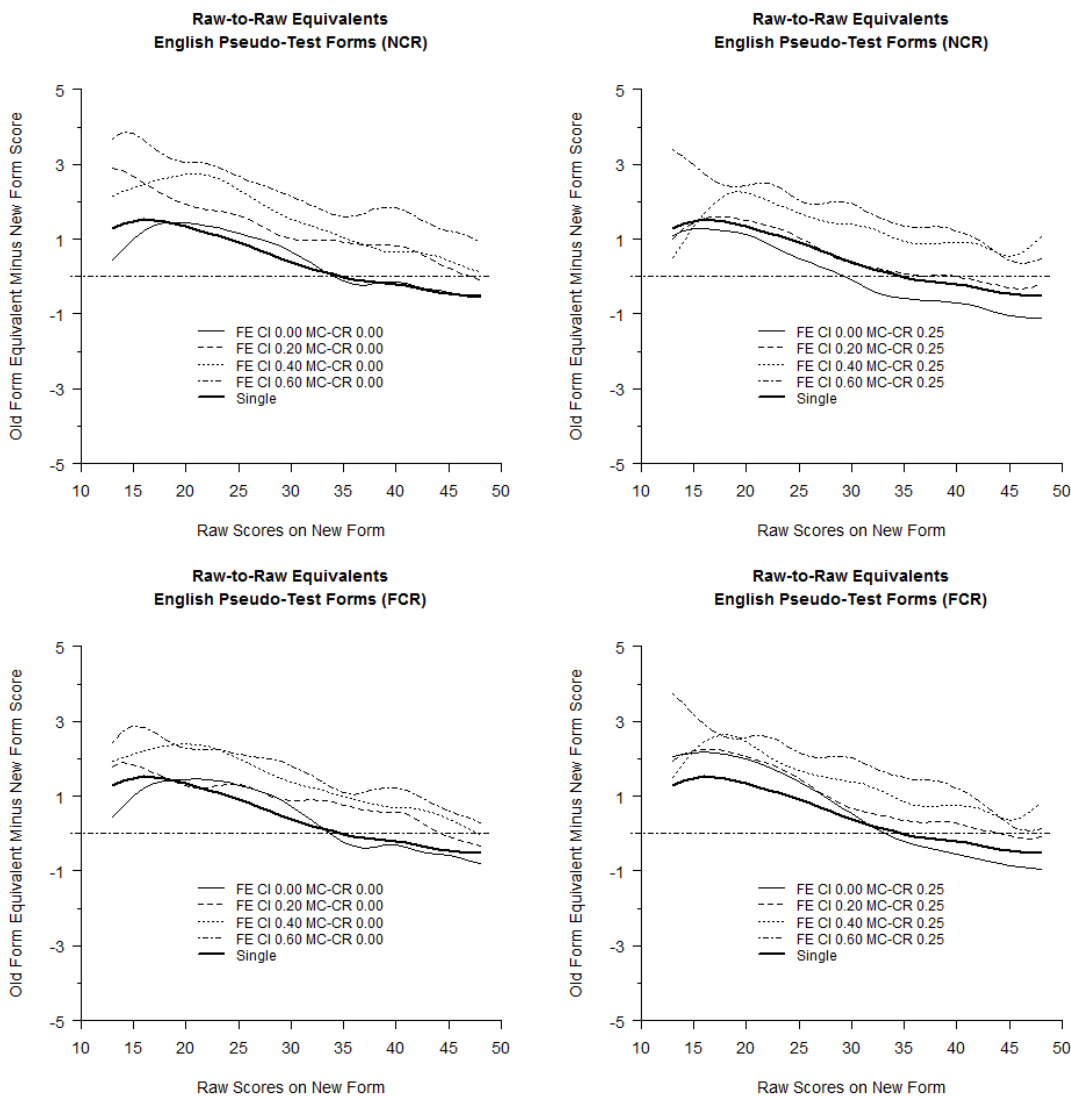 Raw-to-Raw Equivalents
English Pseudo-Test Forms (NCR)
Old Form Equivalent Minus New Form Score
5
3
1
-1
-3
-5
FE CI 0.00 MC-CR 0.00
FE CI 0.20 MC-CR 0.00
FE CI 0.40 MC-CR 0.00
FE CI 0.60 MC-CR 0.00
Single
10 15 20 25 30 35 40 45 50
Raw Scores on New Form
Raw-to-Raw Equivalents
English Pseudo-Test Forms (NCR)
Old Form Equivalent Minus New Form Score
5
3
1
-1
-3
-5
FE CI 0.00 MC-CR 0.25
FE CI 0.20 MC-CR 0.25
FE CI 0.40 MC-CR 0.25
FE CI 0.60 MC-CR 0.25
Single
10 15 20 25 30 35 40 45 50
Raw Scores on New Form
Raw-to-Raw Equivalents
English Pseudo-Test Forms (FCR)
Old Form Equivalent Minus New Form Score
5
3
1
-1
-3
-5
FE CI 0.00 MC-CR 0.00
FE CI 0.20 MC-CR 0.00
FE CI 0.40 MC-CR 0.00
FE CI 0.60 MC-CR 0.00
Single
10 15 20 25 30 35 40 45 50
Raw Scores on New Form
Raw-to-Raw Equivalents
English Pseudo-Test Forms (FCR)
Old Form Equivalent Minus New Form Score
5
3
1
-1
-3
-5
FE CI 0.00 MC-CR 0.25
FE CI 0.20 MC-CR 0.25
FE CI 0.40 MC-CR 0.25
FE CI 0.60 MC-CR 0.25
Single
10 15 20 25 30 35 40 45 50
Raw Scores on New Form